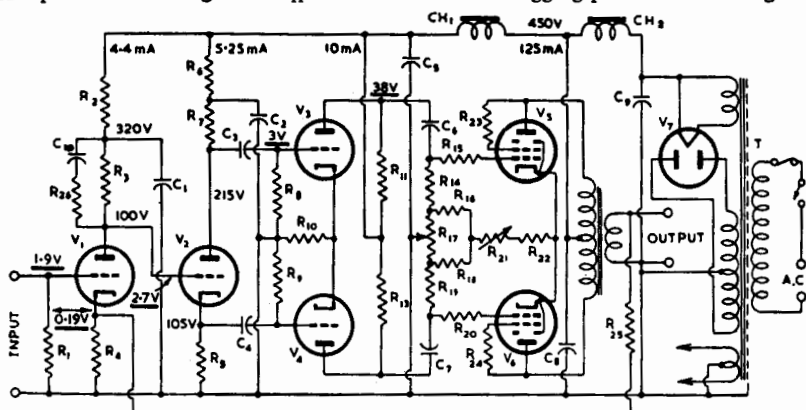 CH₁
450V
CH₂
4·4mA
5·25mA
10mA
125mA
R₂
R₆
C₅
38V
R₇
C₉
V₃
C₂
C₃
3V
R₂₃
V₅
V₇
T
320V
C₁₀
C₆
R₁₅
R₃
R₂₆
C₁
R₈
R₁₁
R₁₄
R₁₆
215V
R₁₀
100V
R₁₇
V₁
V₂
R₂₁
R₂₂
OUTPUT
1·9V
R₉
R₁₈
2·7V
R₁₃
R₁₉
A.C.
0·19V
105V
C₄
R₂₀
R₂₅
INPUT
V₄
R₁
R₄
R₅
C₇
R₂₄
V₆
C₈